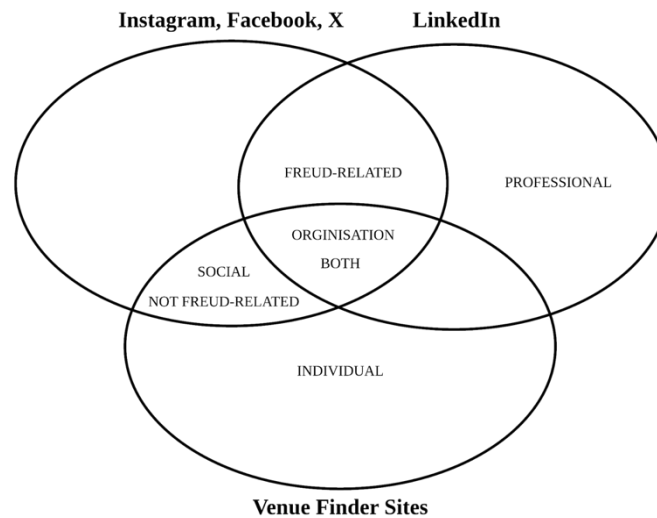 Instagram, Facebook, X
LinkedIn
FREUD-RELATED
PROFESSIONAL
ORGINISATION
BOTH
SOCIAL
NOT FREUD-RELATED
INDIVIDUAL
Venue Finder Sites